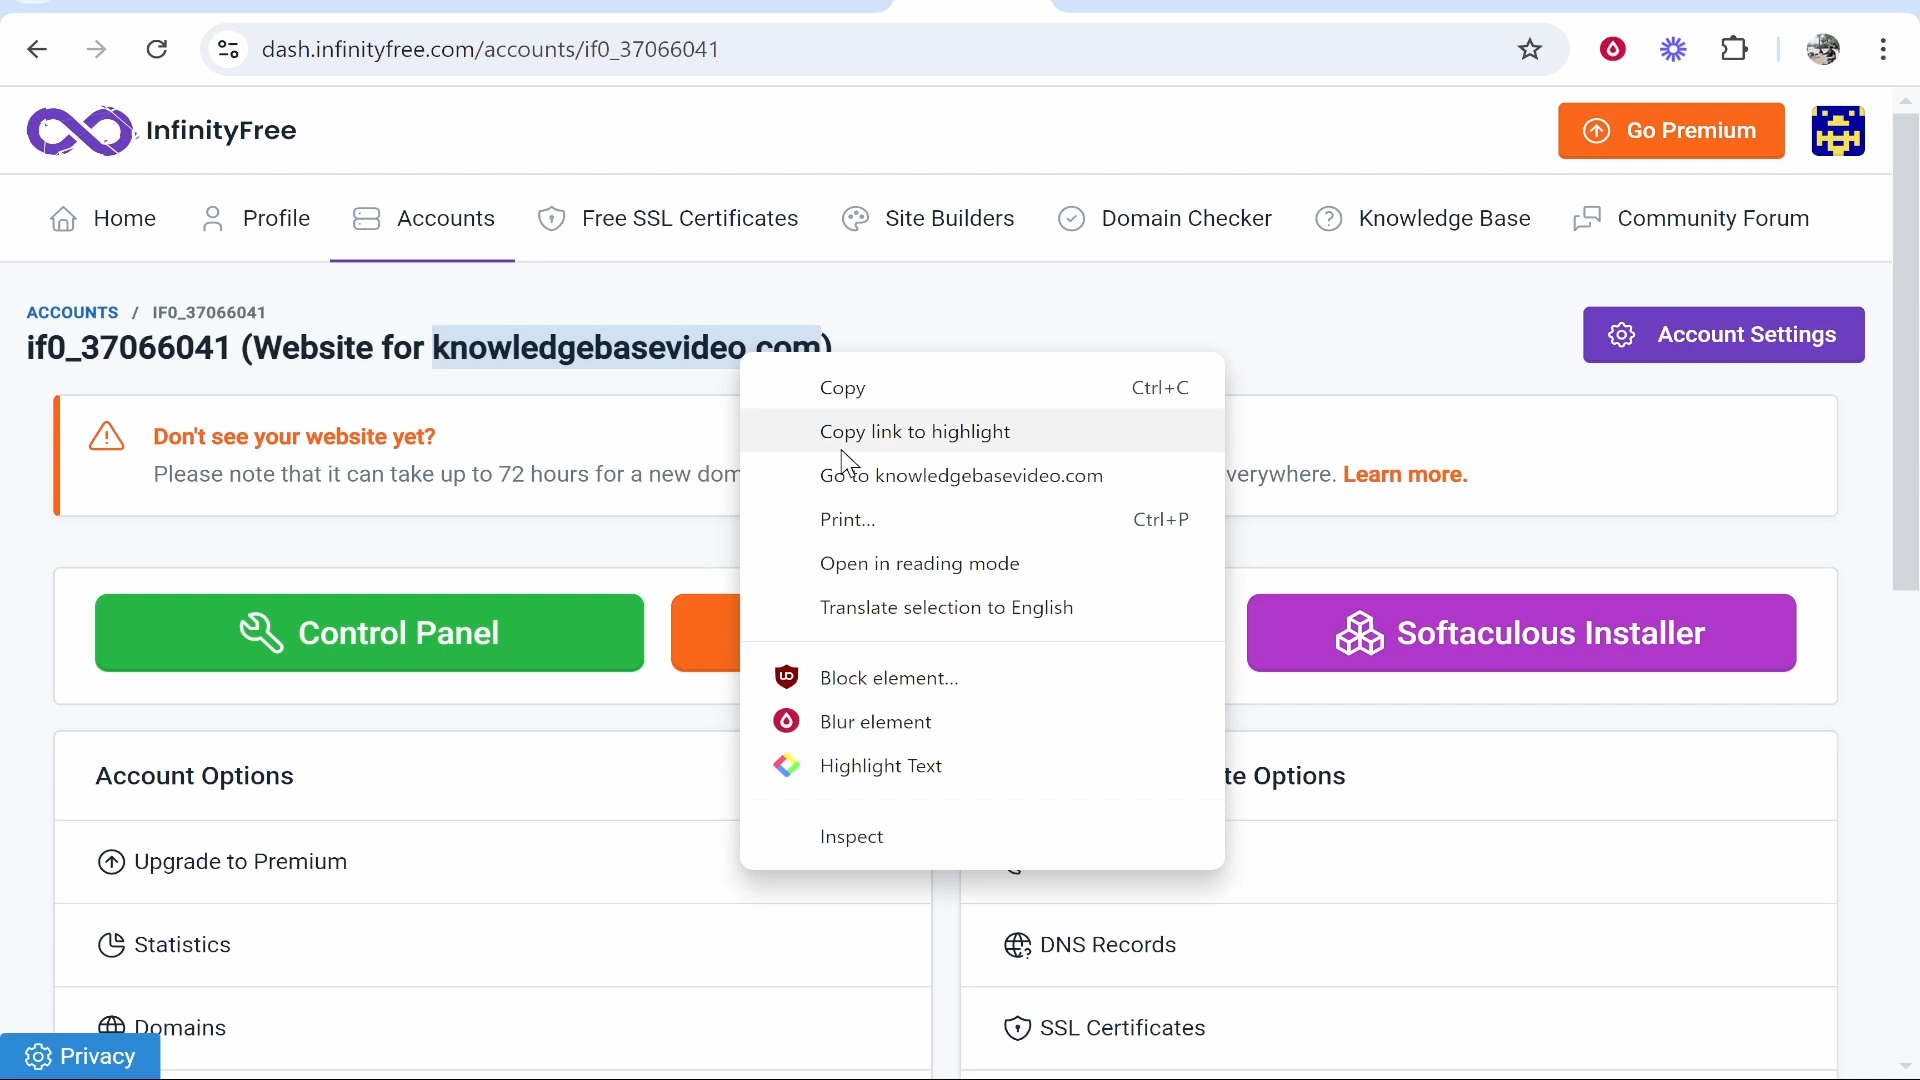 dash.infinityfree.com/accounts/if0_37066041
InfinityFree
Go Premium
Home
Profile
Accounts
Free SSL Certificates
Site Builders
Domain Checker
Knowledge Base
Community Forum
ACCOUNTS / IF0_37066041
if0_37066041 (Website for knowledgebasevideo.com)
Account Settings
Don't see your website yet?
Please note that it can take up to 72 hours for a new
verywhere. Learn more.
Copy Ctrl+C
Copy link to highlight
Go to knowledgebasevideo.com
Print... Ctrl+P
Open in reading mode
Translate selection to English
Block element...
Blur element
Highlight Text
Inspect
Control Panel
Softaculous Installer
Account Options
Upgrade to Premium
Statistics
Domains
te Options
DNS Records
SSL Certificates
Privacy